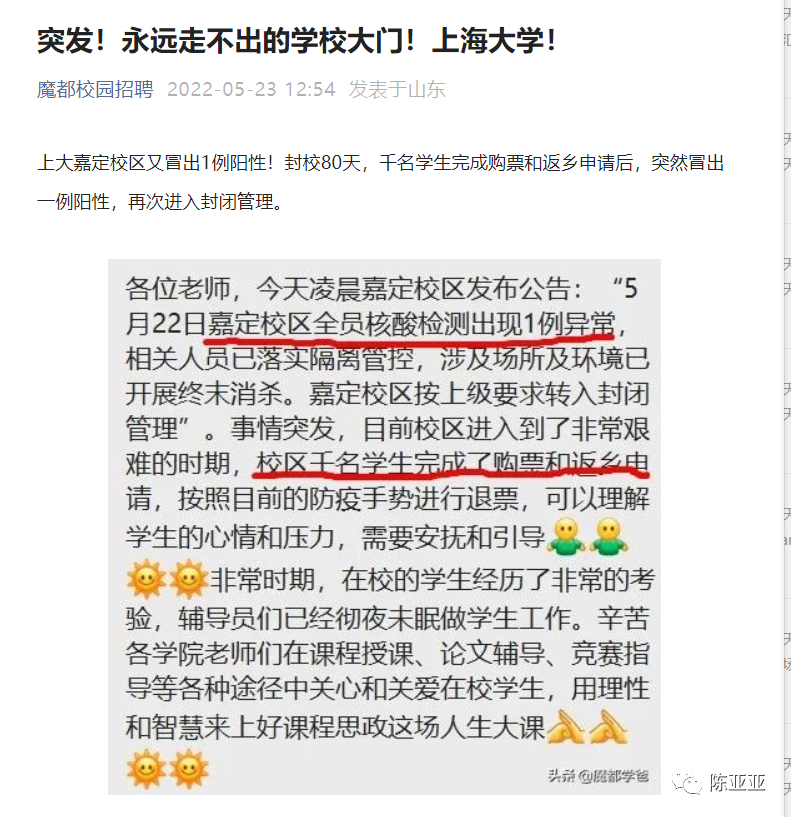 突发！永远走不出的学校大门！上海大学！
魔都校园招聘 2022-05-23 12:54 发表于山东
上大嘉定校区又冒出1例阳性！封校80天，千名学生完成购票和返乡申请后，突然冒出
一例阳性，再次进入封闭管理。
各位老师，今天凌晨嘉定校区发布公告：“5
月22日嘉定校区全员核酸检测出现1例异常，
相关人员已落实隔离管控，涉及场所及环境已
开展终末消杀。嘉定校区按上级要求转入封闭
管理”。事情突发，目前校区进入到了非常艰
难的时期，校区千名学生完成了购票和返乡申
请，按照目前的防疫手势进行退票，可以理解
学生的心情和压力，需要安抚和引导
非常时期，在校的学生经历了非常的考
验，辅导员们已经彻夜未眠做学生工作。辛苦
各学院老师们在课程授课、论文辅导、竞赛指
导等各种途径中关心和关爱在校学生，用理性
和智慧来上好课程思政这场人生大课
头条 @魔都学爸
陈亚亚